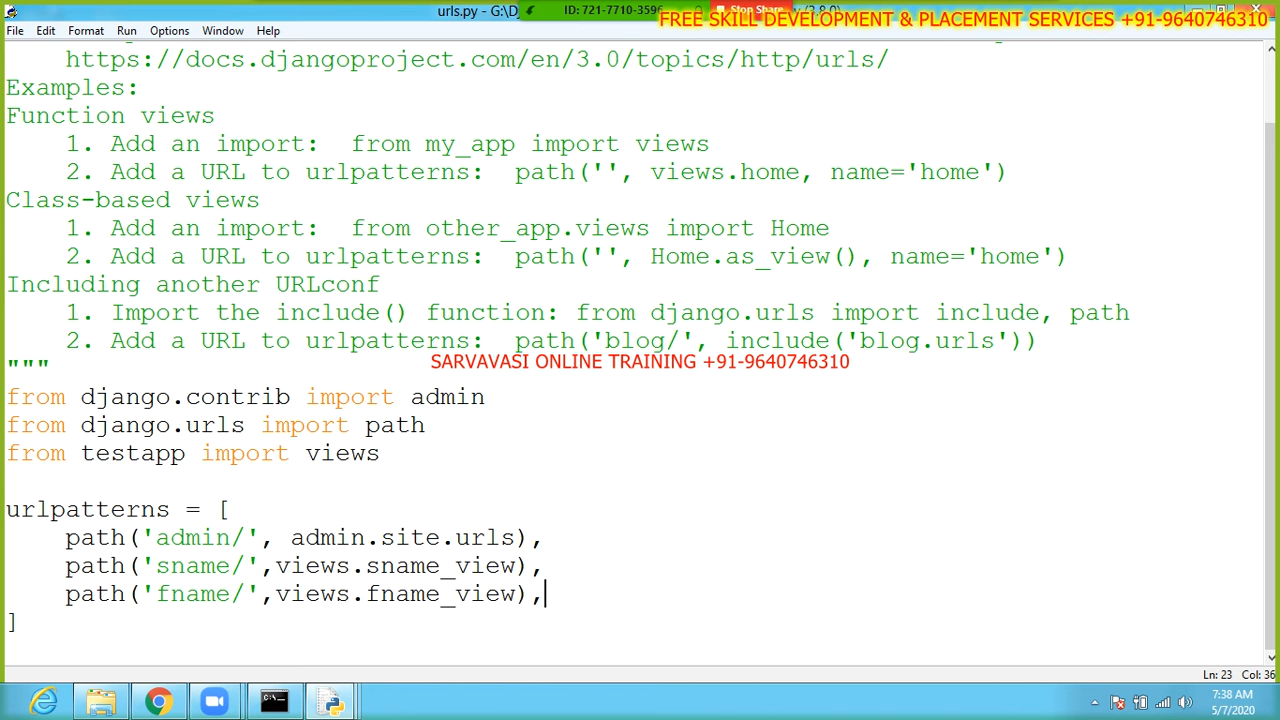 urls.py - G:\D
ID: 721-7710-3596
Stop Share
FREE SKILL DEVELOPMENT & PLACEMENT SERVICES +91-9640746310
File Edit Format Run Options Window Help
https://docs.djangoproject.com/en/3.0/topics/http/urls/
Examples:
Function views
    1. Add an import:  from my_app import views
    2. Add a URL to urlpatterns:  path('', views.home, name='home')
Class-based views
    1. Add an import:  from other_app.views import Home
    2. Add a URL to urlpatterns:  path('', Home.as_view(), name='home')
Including another URLconf
    1. Import the include() function: from django.urls import include, path
    2. Add a URL to urlpatterns:  path('blog/', include('blog.urls'))
"""
SARVAVASI ONLINE TRAINING +91-9640746310
from django.contrib import admin
from django.urls import path
from testapp import views
urlpatterns = [
    path('admin/', admin.site.urls),
    path('sname/',views.sname_view),
    path('fname/',views.fname_view),
]
Ln: 23 Col: 36
7:38 AM
5/7/2020